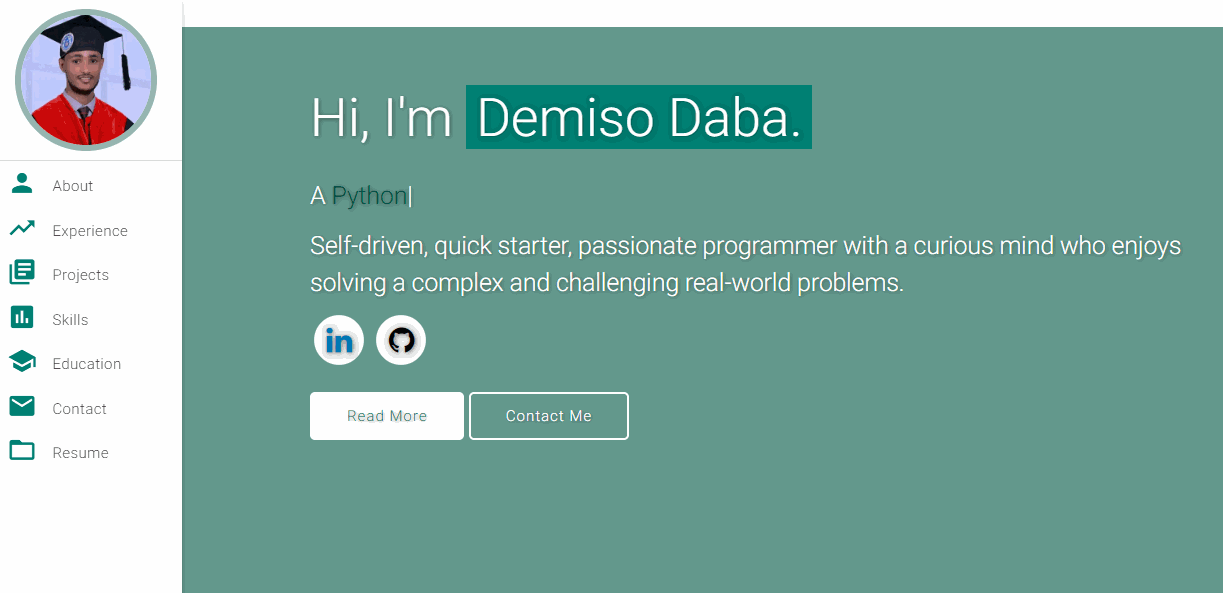 About
Experience
Projects
Skills
Education
Contact
Resume
Hi, I'm Demiso Daba.
A Python|
Self-driven, quick starter, passionate programmer with a curious mind who enjoys
solving a complex and challenging real-world problems.
in
Read More Contact Me